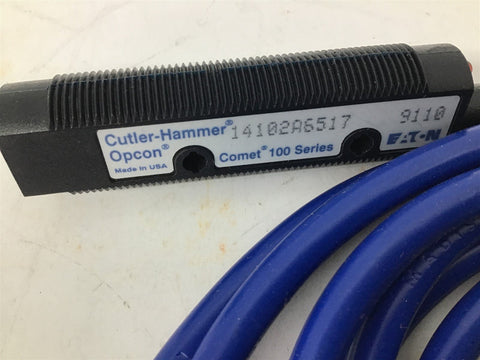 Cutler-Hammer® 14102A6517 9110
Opcon® Comet® 100 Series EATON
Made in USA